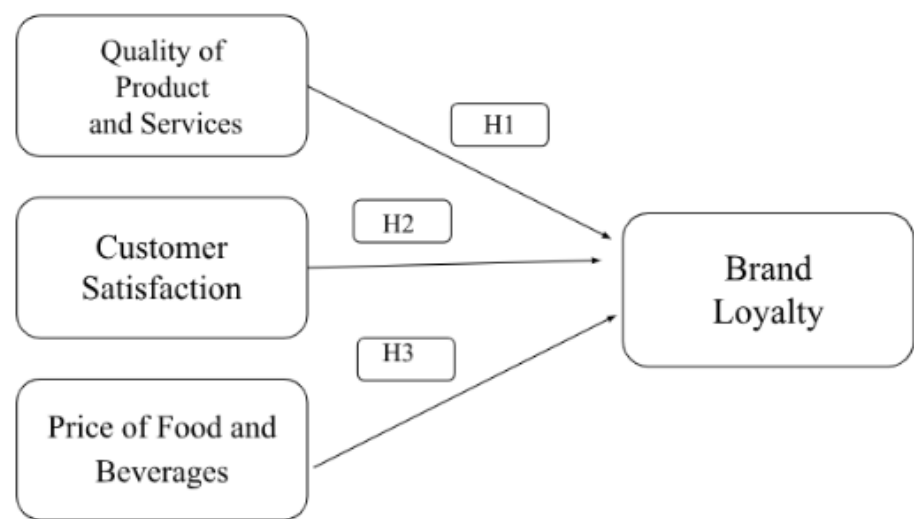 Quality of
Product
and Services
H1
Customer
Satisfaction
H2
Price of Food and
Beverages
H3
Brand
Loyalty